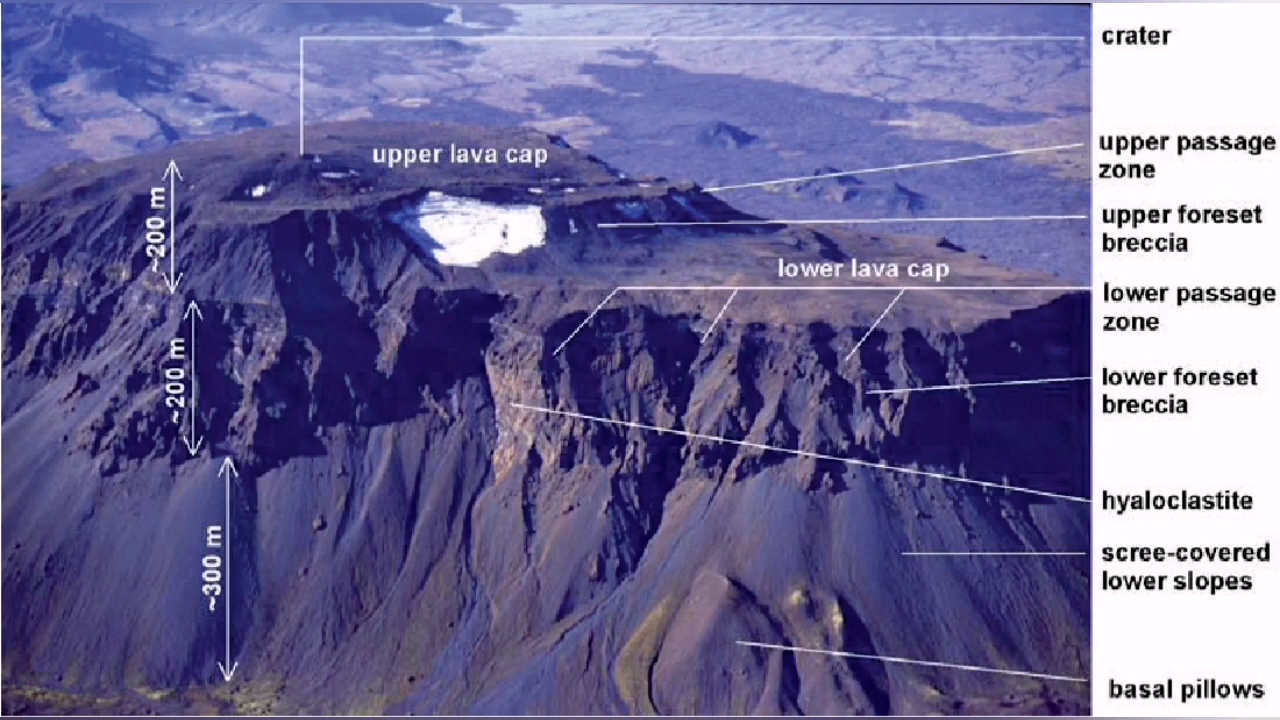 crater
upper lava cap
upper passage
zone
~200 m
upper foreset
breccia
lower lava cap
lower passage
zone
~200 m
lower foreset
breccia
hyaloclastite
~300 m
scree-covered
lower slopes
basal pillows